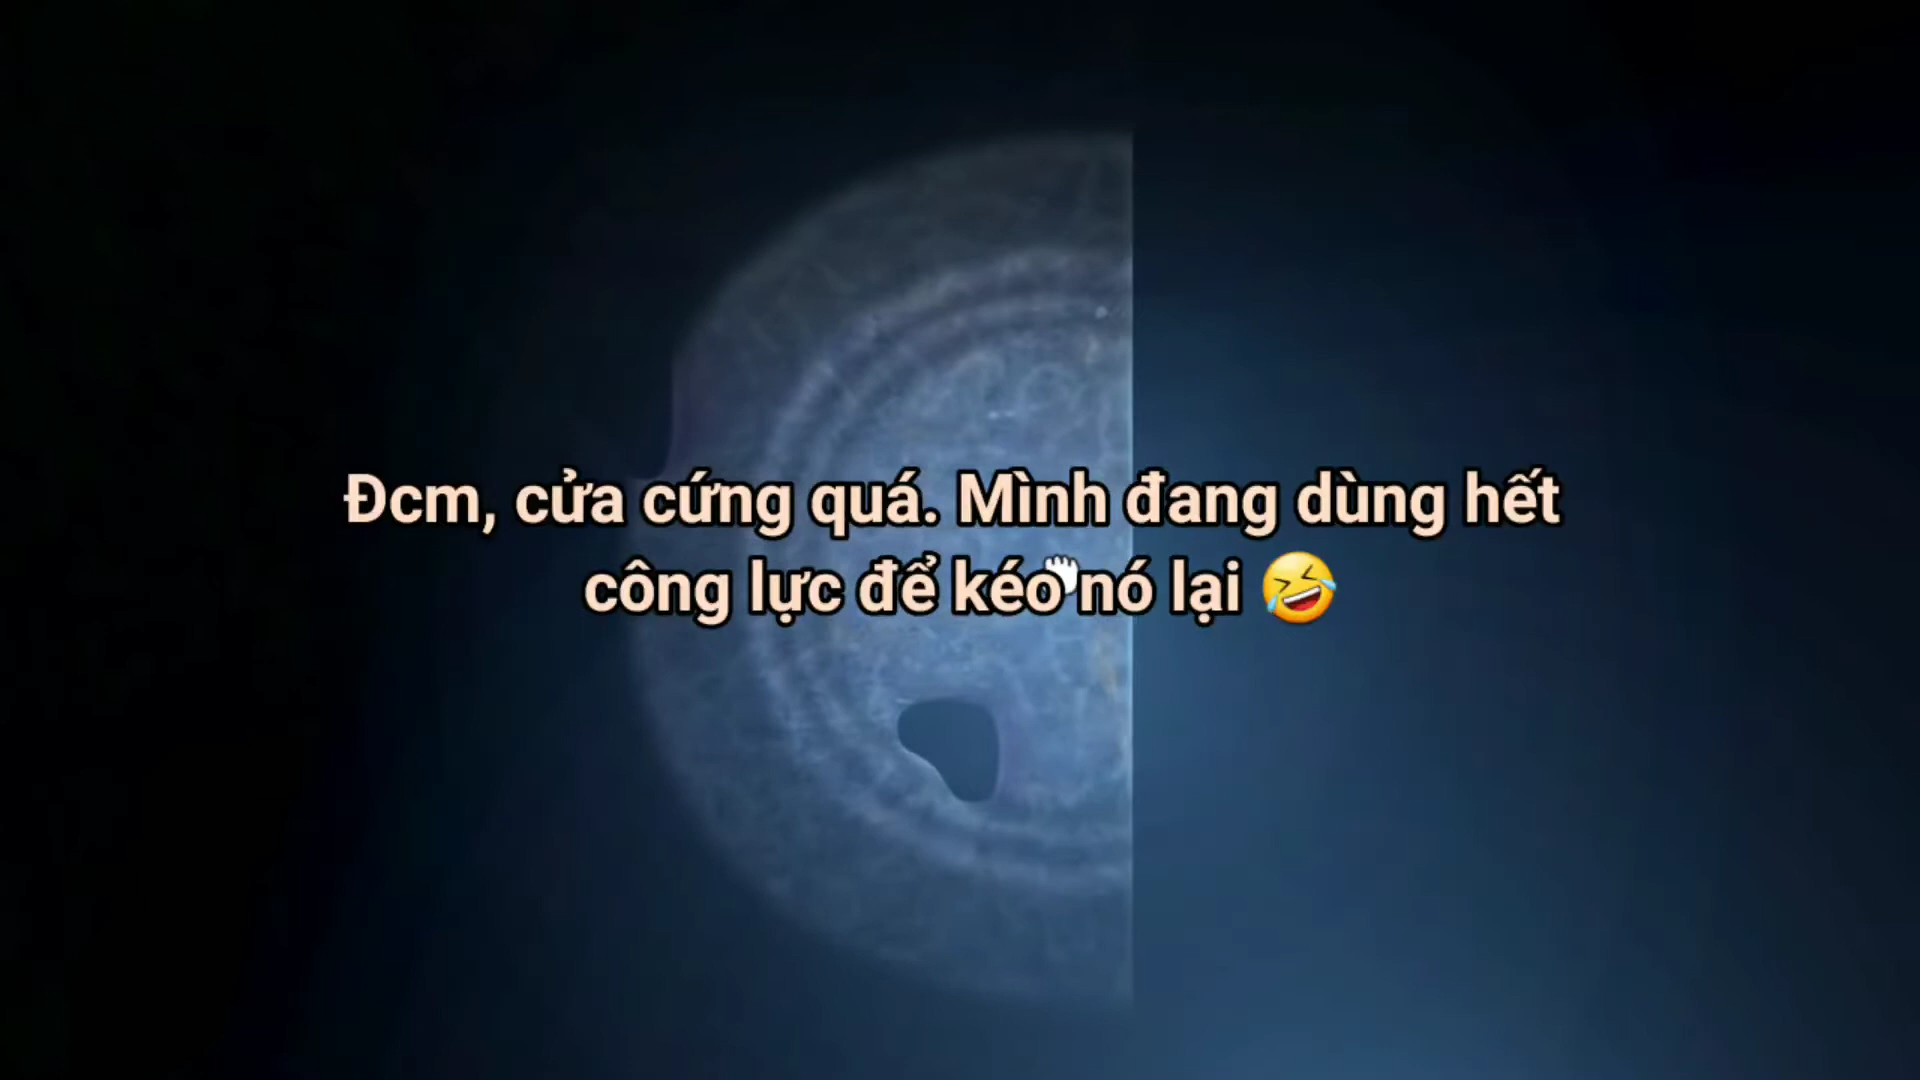 Đcm, cửa cứng quá. Mình đang dùng hết
công lực để kéo nó lại 🤣